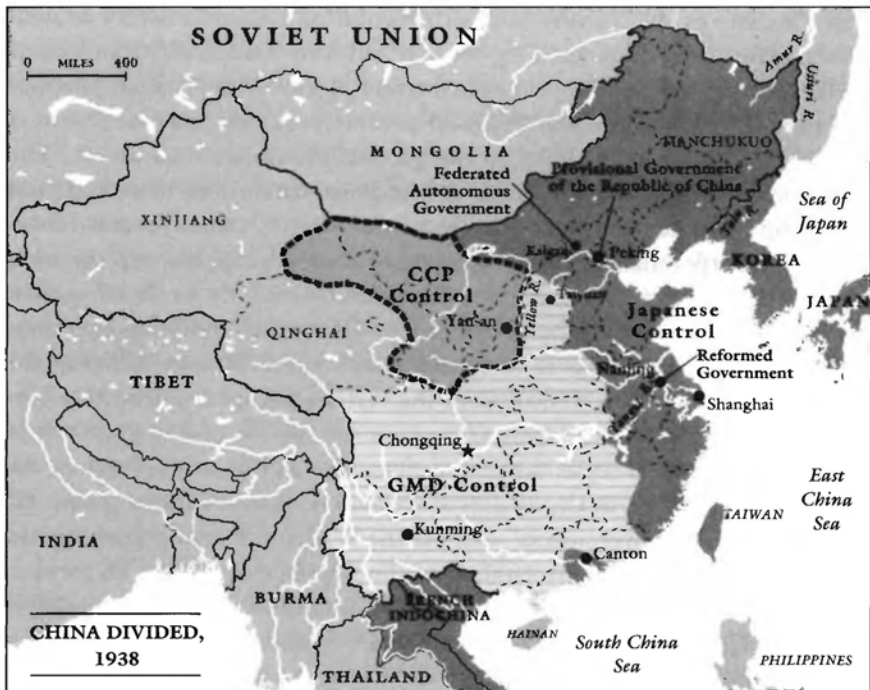 SOVIET UNION
0 MILES 400
Amur R.
Ussuri R.
MANCHUKUO
MONGOLIA
Federated
Autonomous
Government
Provisional Government
of the Republic of China
Sea of
Japan
XINJIANG
Kalgan
Peking
Yalu R.
KOREA
CCP
Control
Taiyuan
Yellow R.
JAPAN
Yan'an
Japanese
Control
QINGHAI
TIBET
Nanjing
Reformed
Government
Yangzi R.
Shanghai
Chongqing
GMD Control
East
China
Sea
TAIWAN
INDIA
Kunming
Canton
BURMA
FRENCH
INDOCHINA
HAINAN
CHINA DIVIDED,
1938
South China
Sea
THAILAND
PHILIPPINES